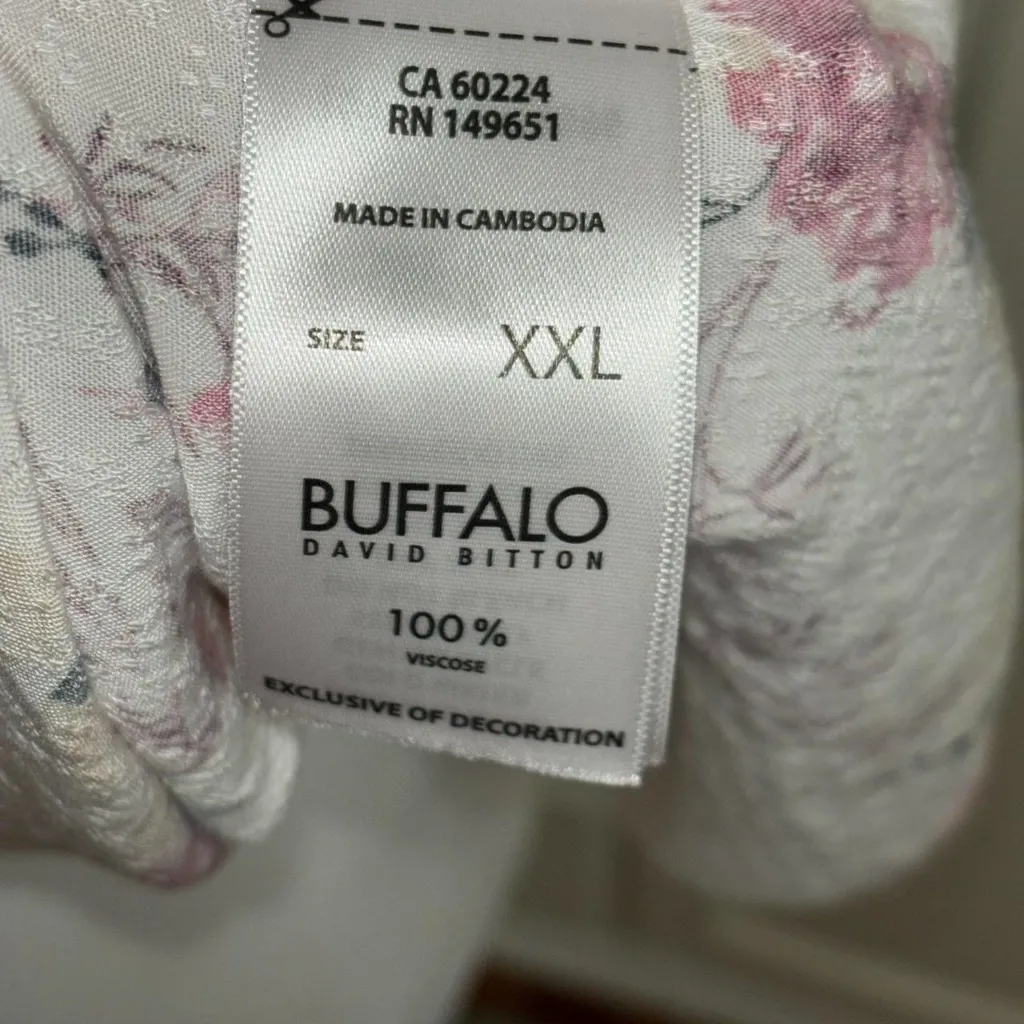 CA 60224
RN 149651
MADE IN CAMBODIA
SIZE XXL
BUFFALO
DAVID BITTON
100 %
VISCOSE
EXCLUSIVE OF DECORATION